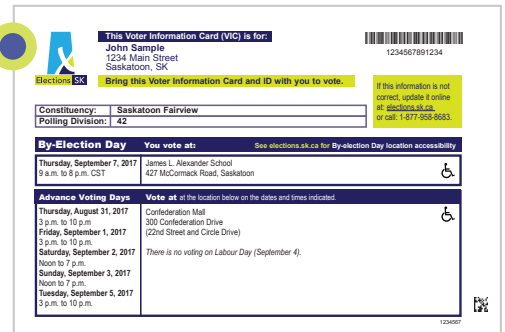 This Voter Information Card (VIC) is for:
John Sample
1234 Main Street
Saskatoon, SK
Bring this Voter Information Card and ID with you to vote.
Elections SK
1234567891234
If this information is not
correct, update it online
at: elections.sk.ca
or call: 1-877-958-8683.
Constituency: Saskatoon Fairview
Polling Division: 42
By-Election Day You vote at: See elections.sk.ca for By-election Day location accessibility
Thursday, September 7, 2017 James L. Alexander School
9 a.m. to 8 p.m. CST 427 McCormack Road, Saskatoon
Advance Voting Days Vote at at the location below on the dates and times indicated.
Thursday, August 31, 2017 Confederation Mall
3 p.m. to 10 p.m 300 Confederation Drive
Friday, September 1, 2017 (22nd Street and Circle Drive)
3 p.m. to 10 p.m.
Saturday, September 2, 2017 There is no voting on Labour Day (September 4).
Noon to 7 p.m.
Sunday, September 3, 2017
Noon to 7 p.m.
Tuesday, September 5, 2017
3 p.m. to 10 p.m.
1234567